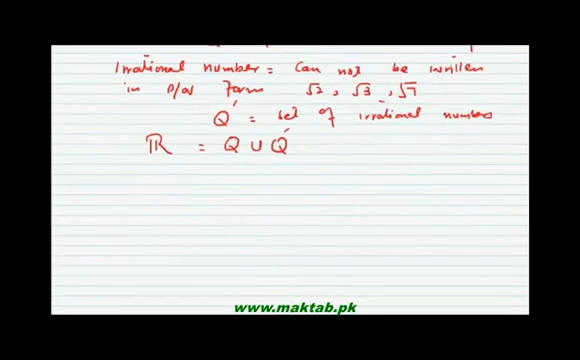 Irrational number = Can not be written
in P/q Form √2, √3, √7
Q' = set of irrational numbers
ℝ = Q ∪ Q'
www.maktab.pk